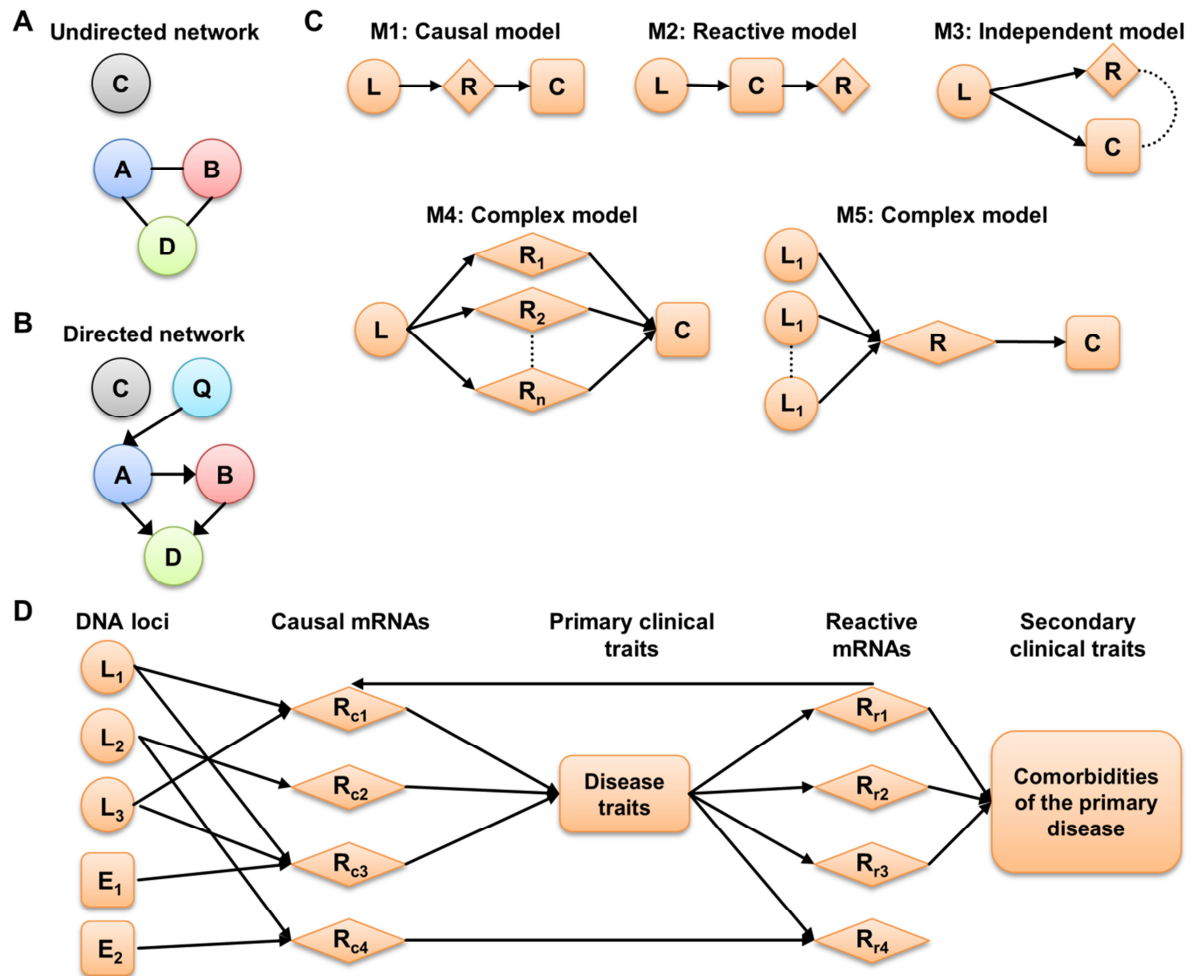 A
Undirected network
C
A
B
D
B
Directed network
C
Q
A
B
D
C
M1: Causal model
L
R
C
M2: Reactive model
L
C
R
M3: Independent model
L
R
C
M4: Complex model
L
R1
R2
Rn
C
M5: Complex model
L1
L1
L1
R
C
D
DNA loci
L1
L2
L3
E1
E2
Causal mRNAs
Rc1
Rc2
Rc3
Rc4
Primary clinical
traits
Disease
traits
Reactive
mRNAs
Rr1
Rr2
Rr3
Rr4
Secondary
clinical traits
Comorbidities
of the primary
disease